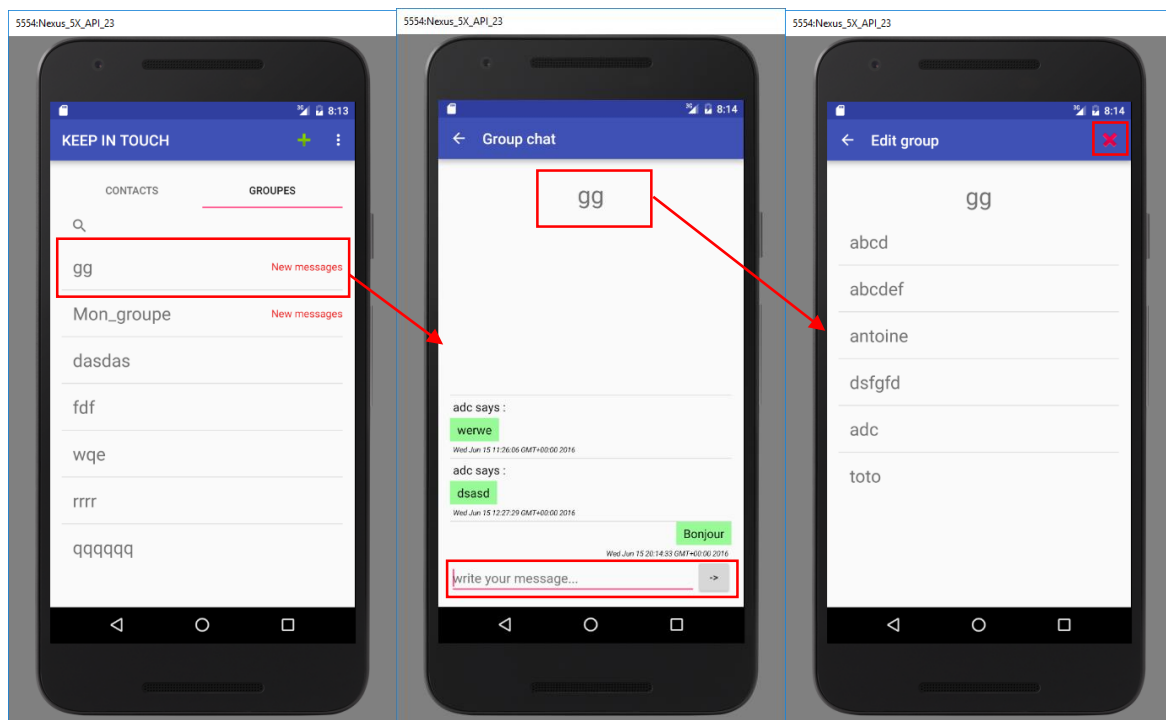 5554:Nexus_5X_API_23
8:13
KEEP IN TOUCH
CONTACTS GROUPES
gg New messages
Mon_groupe New messages
dasdas
fdf
wqe
rrrr
qqqqqq
5554:Nexus_5X_API_23
3G 8:14
Group chat
gg
adc says :
werwe
Wed Jun 15 11:26:06 GMT+00:00 2016
adc says :
dsasd
Wed Jun 15 12:27:29 GMT+00:00 2016
Bonjour
Wed Jun 15 20:14:33 GMT+00:00 2016
write your message... ->
5554:Nexus_5X_API_23
3G 8:14
Edit group
gg
abcd
abcdef
antoine
dsfgfd
adc
toto